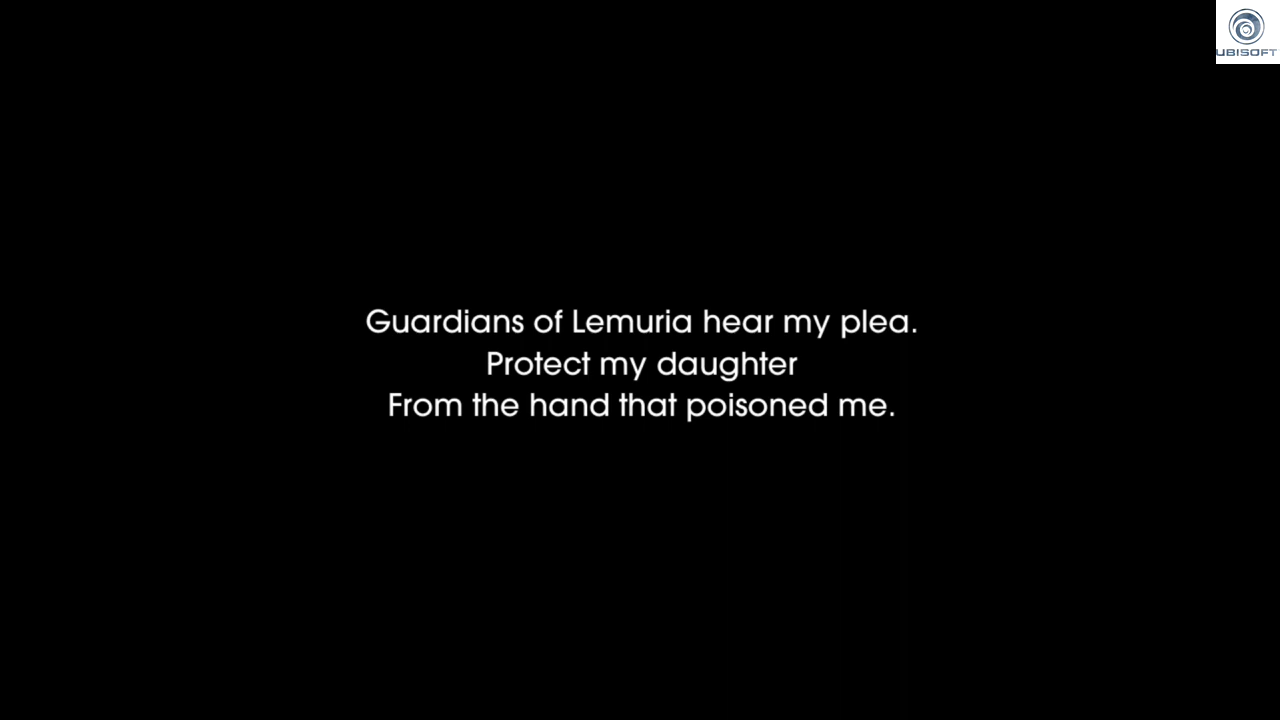 UBISOFT
Guardians of Lemuria hear my plea.
Protect my daughter
From the hand that poisoned me.